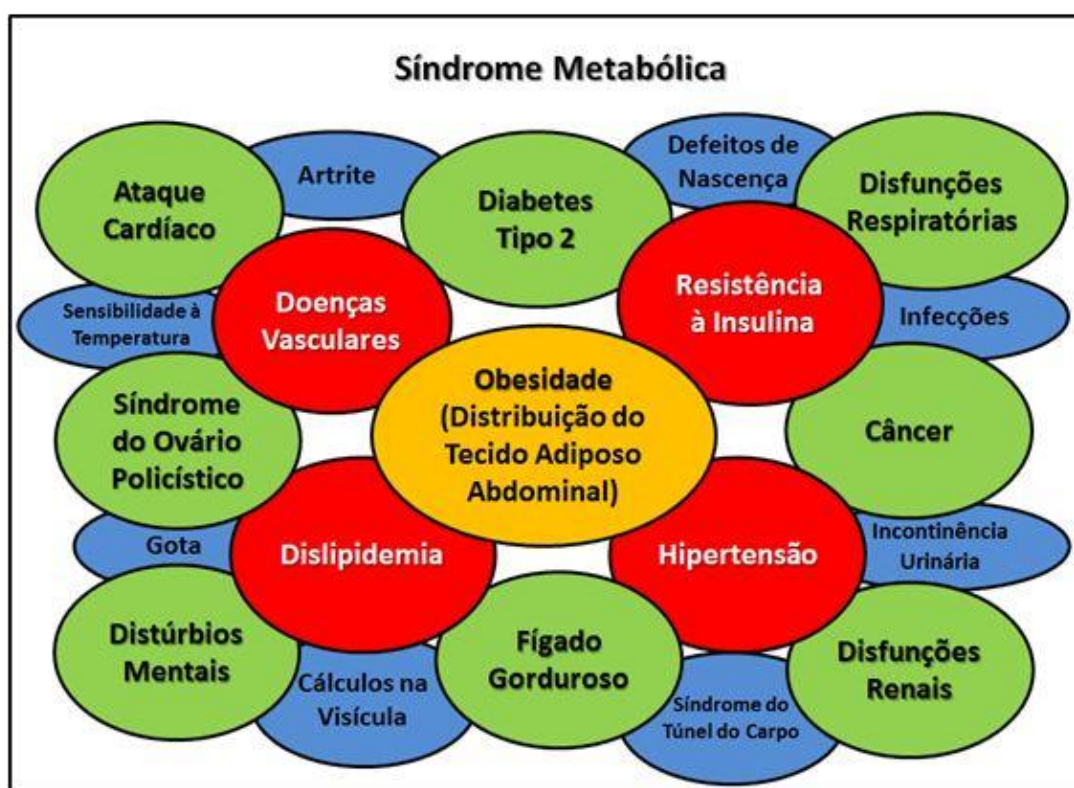 Síndrome Metabólica
Ataque
Cardíaco
Artrite
Diabetes
Tipo 2
Defeitos de
Nascença
Disfunções
Respiratórias
Sensibilidade à
Temperatura
Doenças
Vasculares
Resistência
à Insulina
Infecções
Síndrome
do Ovário
Policístico
Obesidade
(Distribuição do
Tecido Adiposo
Abdominal)
Câncer
Gota
Dislipidemia
Hipertensão
Incontinência
Urinária
Distúrbios
Mentais
Cálculos na
Visícula
Fígado
Gorduroso
Síndrome do
Túnel do Carpo
Disfunções
Renais